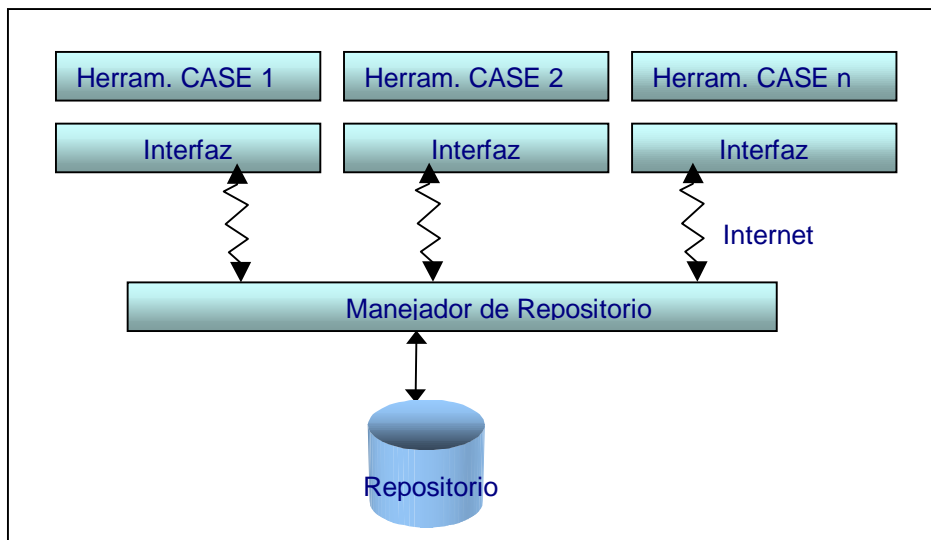 Herram. CASE 1
Herram. CASE 2
Herram. CASE n
Interfaz
Interfaz
Interfaz
Internet
Manejador de Repositorio
Repositorio